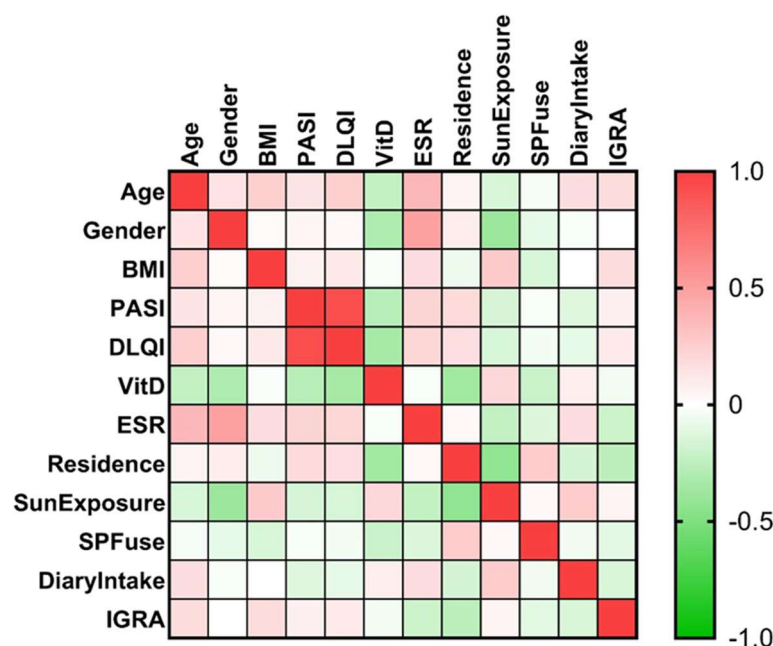 Age
Gender
BMI
PASI
DLQI
VitD
ESR
Residence
SunExposure
SPFuse
DiaryIntake
IGRA
Age
Gender
BMI
PASI
DLQI
VitD
ESR
Residence
SunExposure
SPFuse
DiaryIntake
IGRA
1.0
0.5
0
-0.5
-1.0